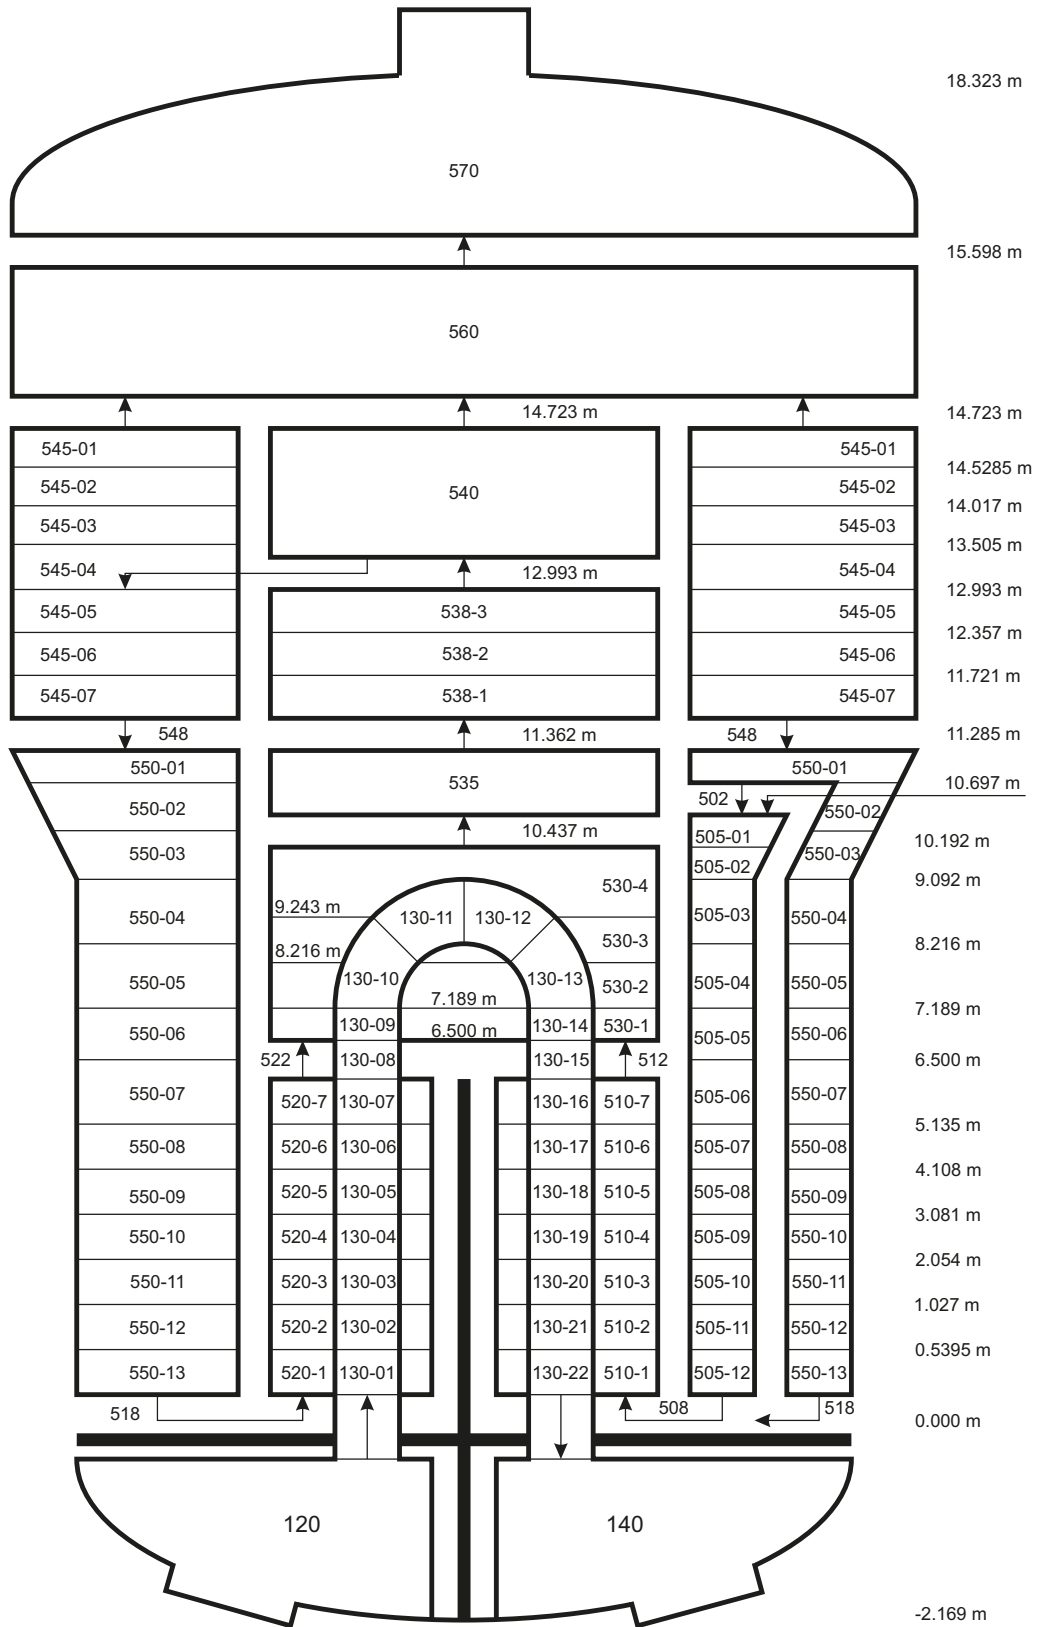 18.323 m
570
15.598 m
560
14.723 m 14.723 m
545-01 545-01
14.5285 m
545-02 540 545-02
14.017 m
545-03 545-03
13.505 m
545-04 12.993 m 545-04
12.993 m
545-05 538-3 545-05
12.357 m
545-06 538-2 545-06
11.721 m
545-07 538-1 545-07
548 11.362 m 548 11.285 m
550-01 550-01
535 10.697 m
550-02 502 550-02
10.437 m 505-01 10.192 m
550-03 505-02 550-03
530-4 9.092 m
9.243 m
550-04 130-11 130-12 505-03 550-04
530-3
8.216 m 8.216 m
550-05 130-10 130-13 530-2 505-04 550-05
7.189 m 7.189 m
130-09 6.500 m 130-14 530-1
550-06 505-05 550-06
522 130-08 130-15 512 6.500 m
550-07 520-7 130-07 130-16 510-7 505-06 550-07
5.135 m
550-08 520-6 130-06 130-17 510-6 505-07 550-08
4.108 m
550-09 520-5 130-05 130-18 510-5 505-08 550-09
3.081 m
550-10 520-4 130-04 130-19 510-4 505-09 550-10
2.054 m
550-11 520-3 130-03 130-20 510-3 505-10 550-11
1.027 m
550-12 520-2 130-02 130-21 510-2 505-11 550-12
0.5395 m
550-13 520-1 130-01 130-22 510-1 505-12 550-13
518 508 518 0.000 m
120 140
-2.169 m